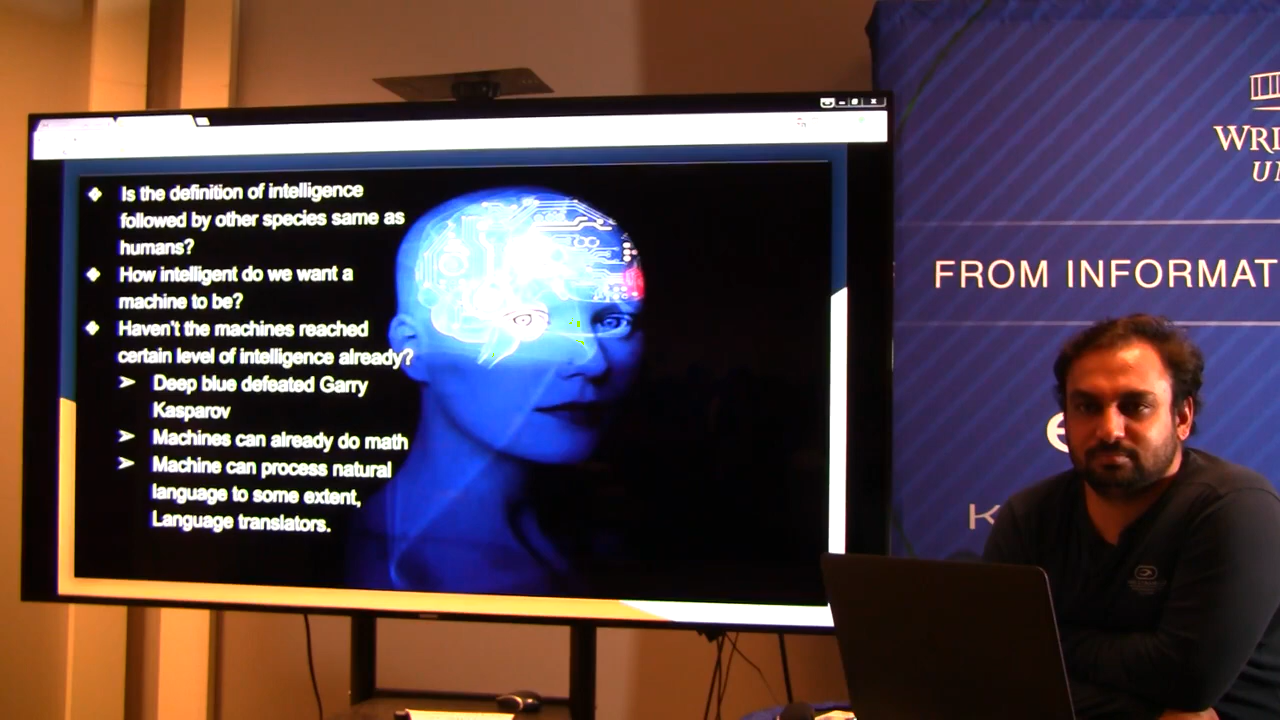 ❖ Is the definition of intelligence
followed by other species same as
humans?
❖ How intelligent do we want a
machine to be?
❖ Haven't the machines reached
certain level of intelligence already?
➢ Deep blue defeated Garry
Kasparov
➢ Machines can already do math
➢ Machine can process natural
language to some extent,
Language translators.
WRI
UN
FROM INFORMAT
e
K